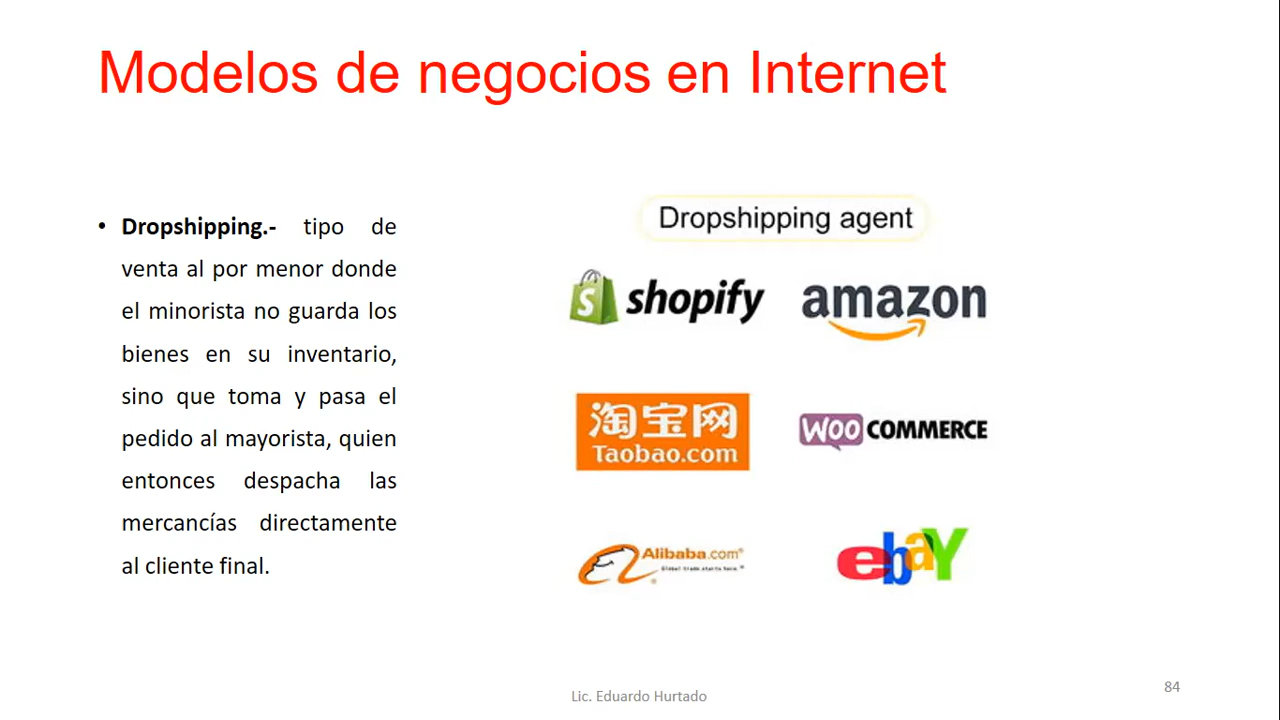 Modelos de negocios en Internet
• Dropshipping.- tipo de
venta al por menor donde
el minorista no guarda los
bienes en su inventario,
sino que toma y pasa el
pedido al mayorista, quien
entonces despacha las
mercancías directamente
al cliente final.
Dropshipping agent
shopify
amazon
淘宝网
Taobao.com
WOO COMMERCE
Alibaba.com®
Global trade starts here.™
ebay
Lic. Eduardo Hurtado
84